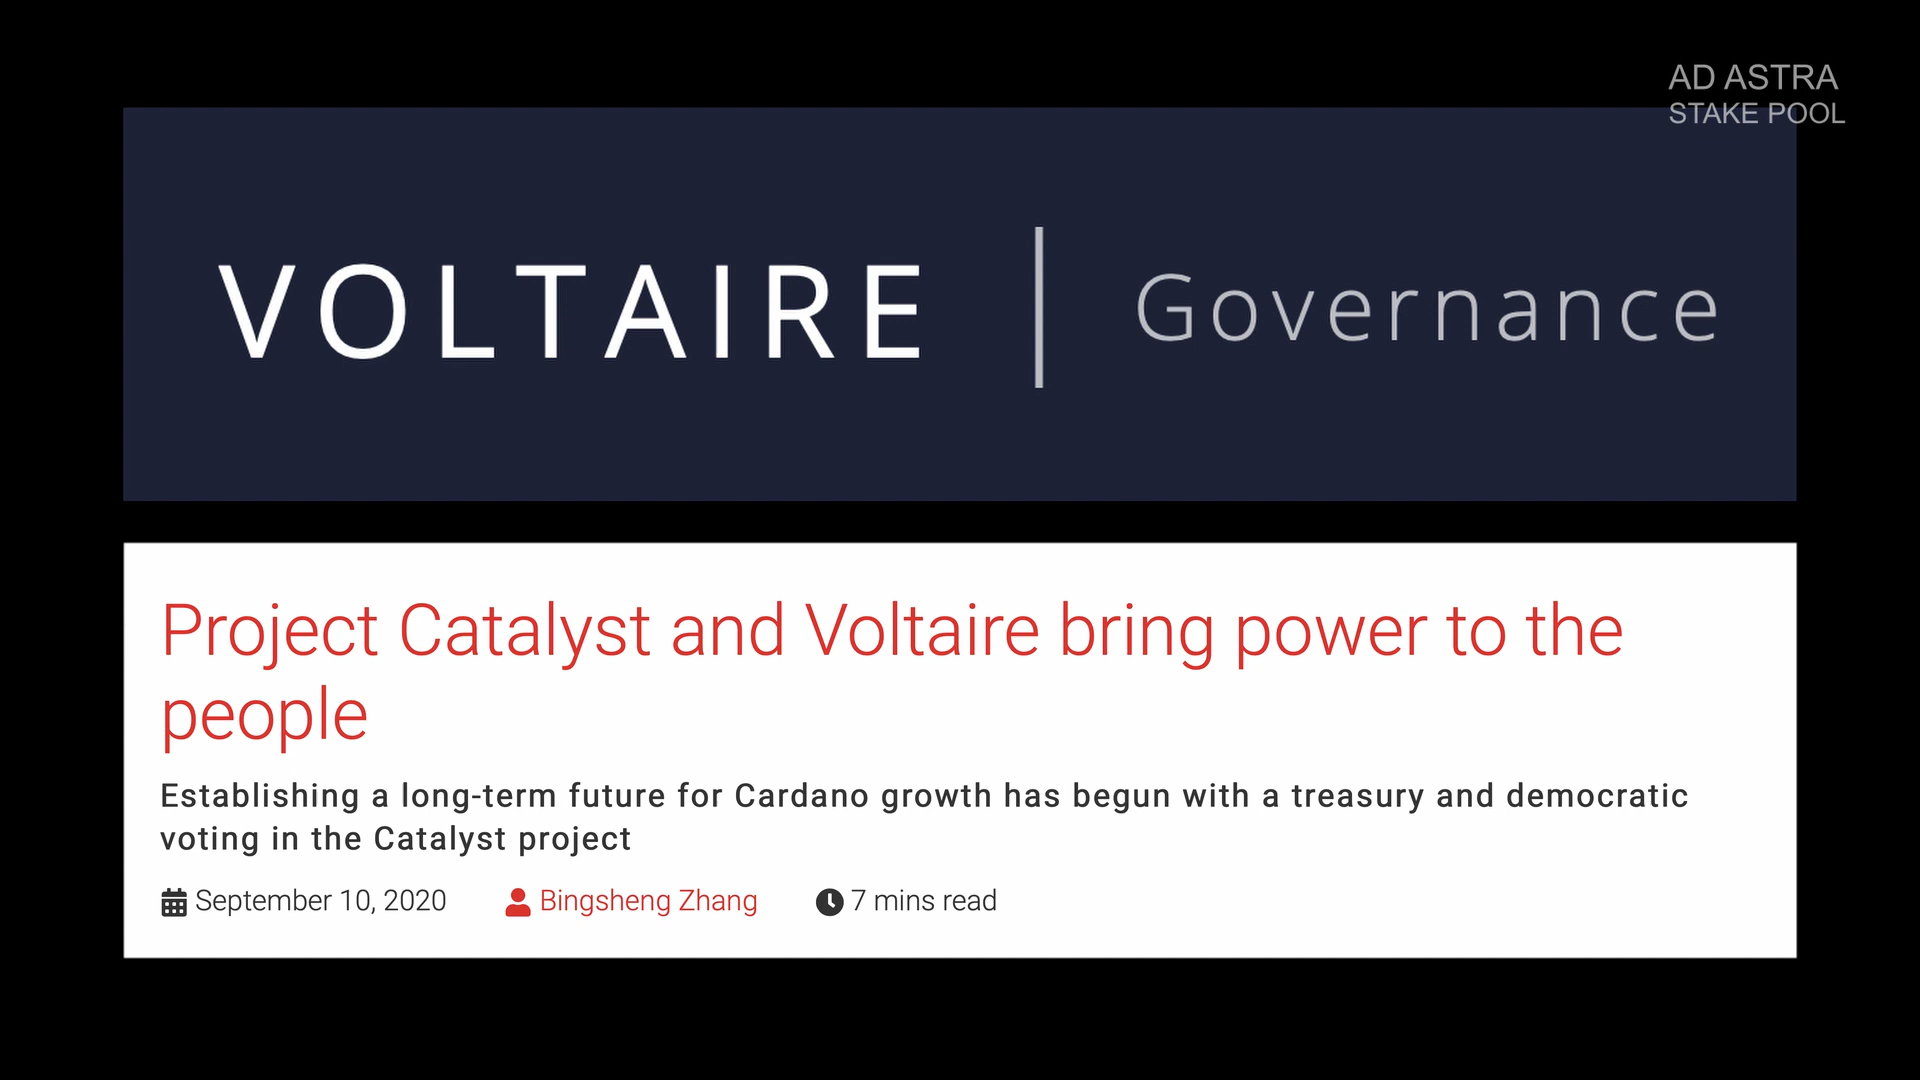 AD ASTRA
STAKE POOL
VOLTAIRE | Governance
Project Catalyst and Voltaire bring power to the
people
Establishing a long-term future for Cardano growth has begun with a treasury and democratic
voting in the Catalyst project
September 10, 2020 Bingsheng Zhang 7 mins read